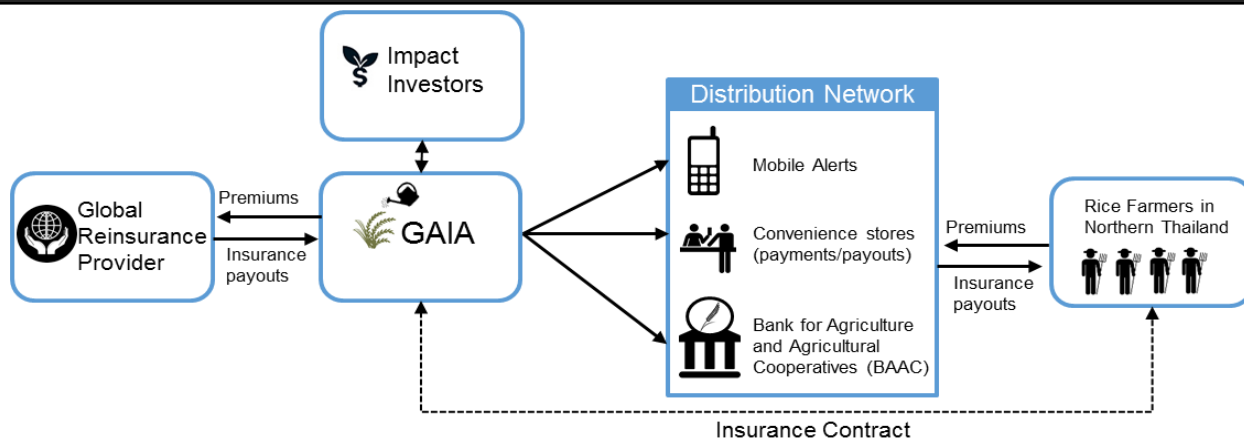 Impact
Investors
Distribution Network
Mobile Alerts
Global
Reinsurance
Provider
Premiums
Insurance
payouts
GAIA
Convenience stores
(payments/payouts)
Premiums
Insurance
payouts
Rice Farmers in
Northern Thailand
Bank for Agriculture
and Agricultural
Cooperatives (BAAC)
Insurance Contract